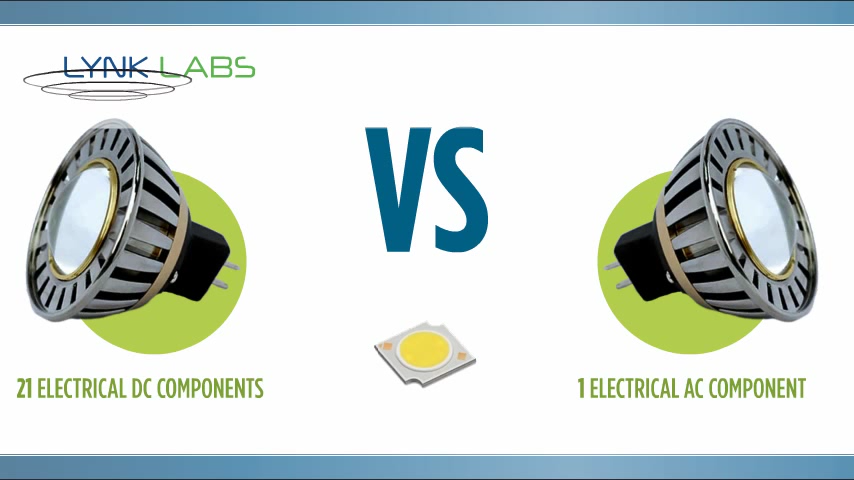 LYNK LABS
VS
21 ELECTRICAL DC COMPONENTS
1 ELECTRICAL AC COMPONENT